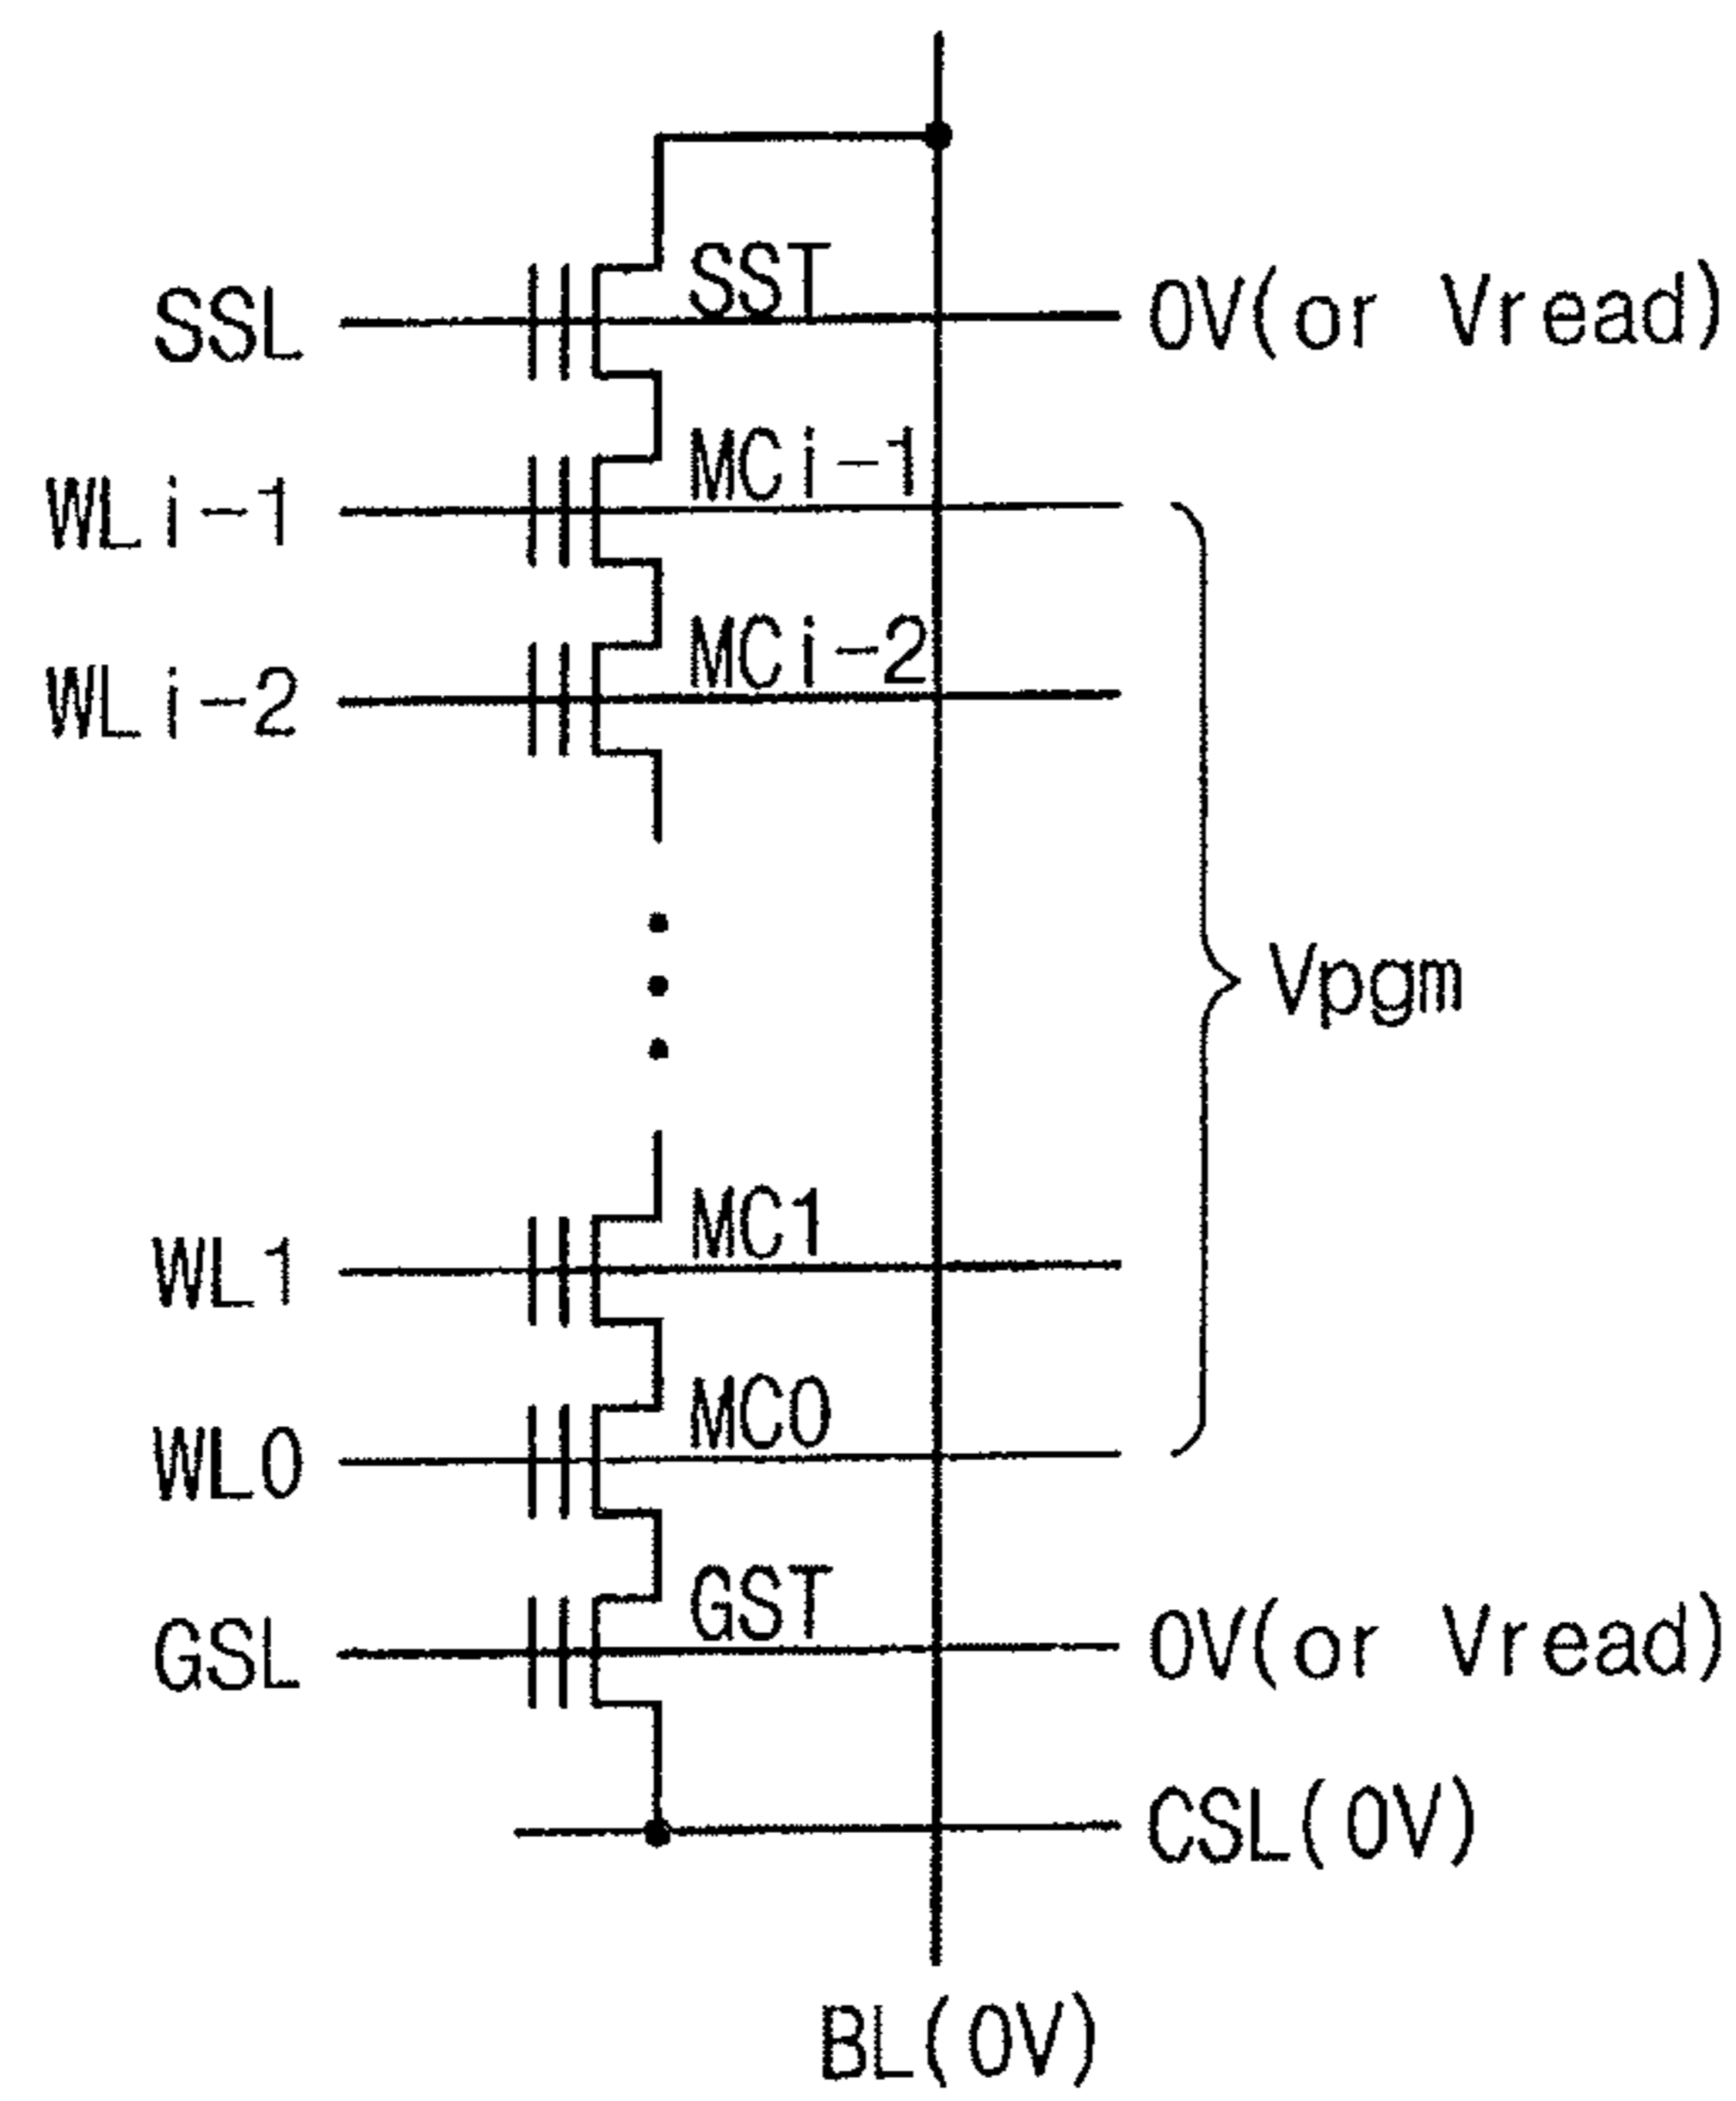 SST
SSL
0V(or Vread)
MCi-1
WLi-1
MCi-2
WLi-2
Vpgm
MC1
WL1
MC0
WL0
GST
GSL
0V(or Vread)
CSL(0V)
BL(0V)